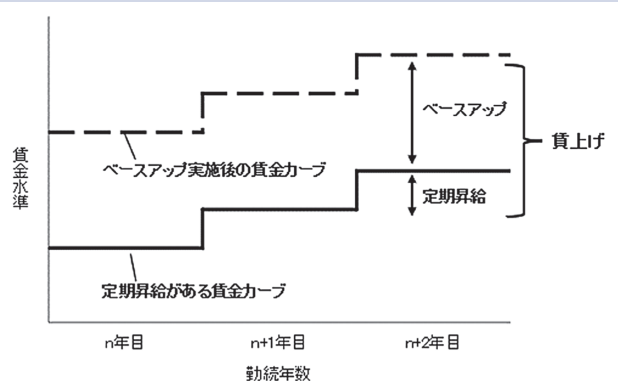 賃金水準
ベースアップ
賃上げ
ベースアップ実施後の賃金カーブ
定期昇給
定期昇給がある賃金カーブ
n年目
n+1年目
n+2年目
勤続年数